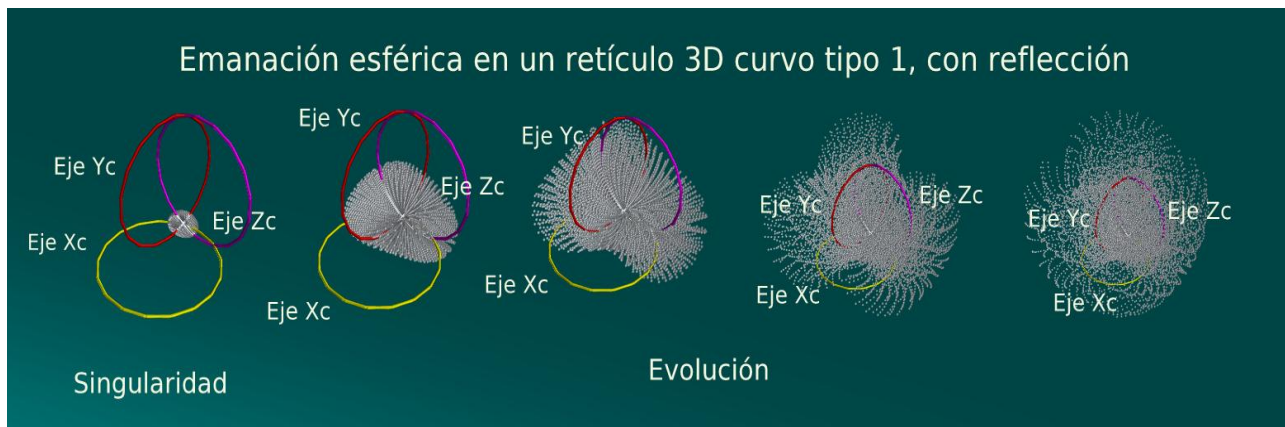 Emanación esférica en un retículo 3D curvo tipo 1, con reflección
Eje Yc
Eje Zc
Eje Xc
Eje Yc
Eje Zc
Eje Xc
Eje Yc
Eje Xc
Eje Yc
Eje Zc
Eje Xc
Eje Yc
Eje Zc
Eje Xc
Singularidad
Evolución